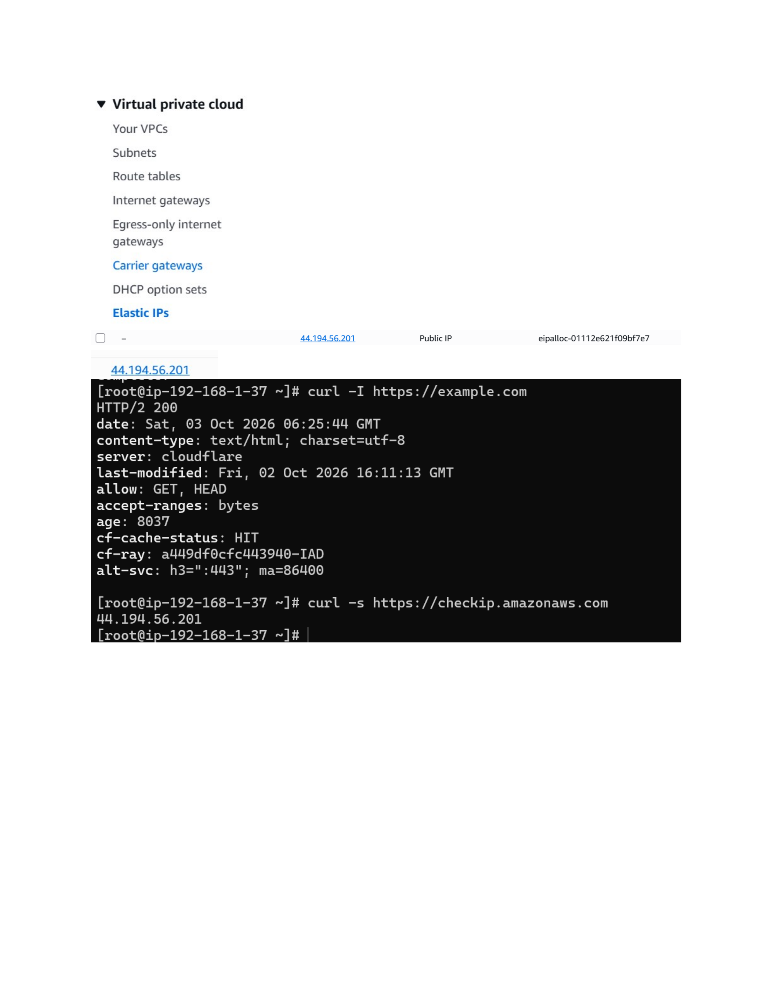 Virtual private cloud
Your VPCs
Subnets
Route tables
Internet gateways
Egress-only internet
gateways
Carrier gateways
DHCP option sets
Elastic IPs
– 44.194.56.201 Public IP eipalloc-01112e621f09bf7e7
44.194.56.201
[root@ip-192-168-1-37 ~]# curl -I https://example.com
HTTP/2 200
date: Sat, 03 Oct 2026 06:25:44 GMT
content-type: text/html; charset=utf-8
server: cloudflare
last-modified: Fri, 02 Oct 2026 16:11:13 GMT
allow: GET, HEAD
accept-ranges: bytes
age: 8037
cf-cache-status: HIT
cf-ray: a449df0cfc443940-IAD
alt-svc: h3=":443"; ma=86400
[root@ip-192-168-1-37 ~]# curl -s https://checkip.amazonaws.com
44.194.56.201
[root@ip-192-168-1-37 ~]#